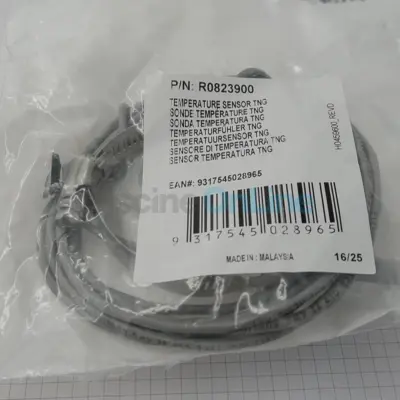 P/N: R0823900
TEMPERATURE SENSOR TNG
SONDE TEMPÉRATURE TNG
SONDA TEMPERATURA TNG
TEMPERATURFÜHLER TNG
TEMPERATUURSENSOR TNG
SENSORE DI TEMPERATURA TNG
SENSOR TEMPERATURA TNG
EAN#: 9317545028965
9 317545 028965
MADE IN : MALAYSIA
16/25